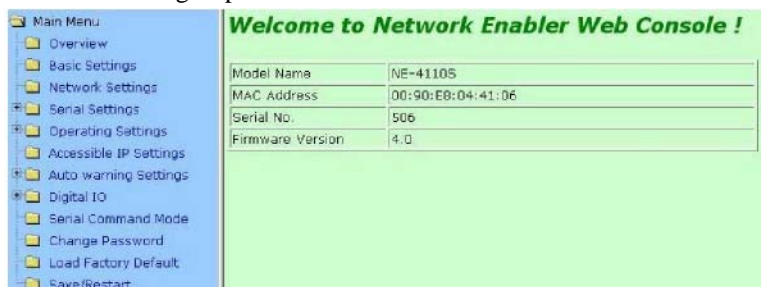 Main Menu
Overview
Basic Settings
Network Settings
Serial Settings
Operating Settings
Accessible IP Settings
Auto warning Settings
Digital IO
Serial Command Mode
Change Password
Load Factory Default
Save/Restart
Welcome to Network Enabler Web Console !
Model Name NE-4110S
MAC Address 00:90:E8:04:41:06
Serial No. 506
Firmware Version 4.0